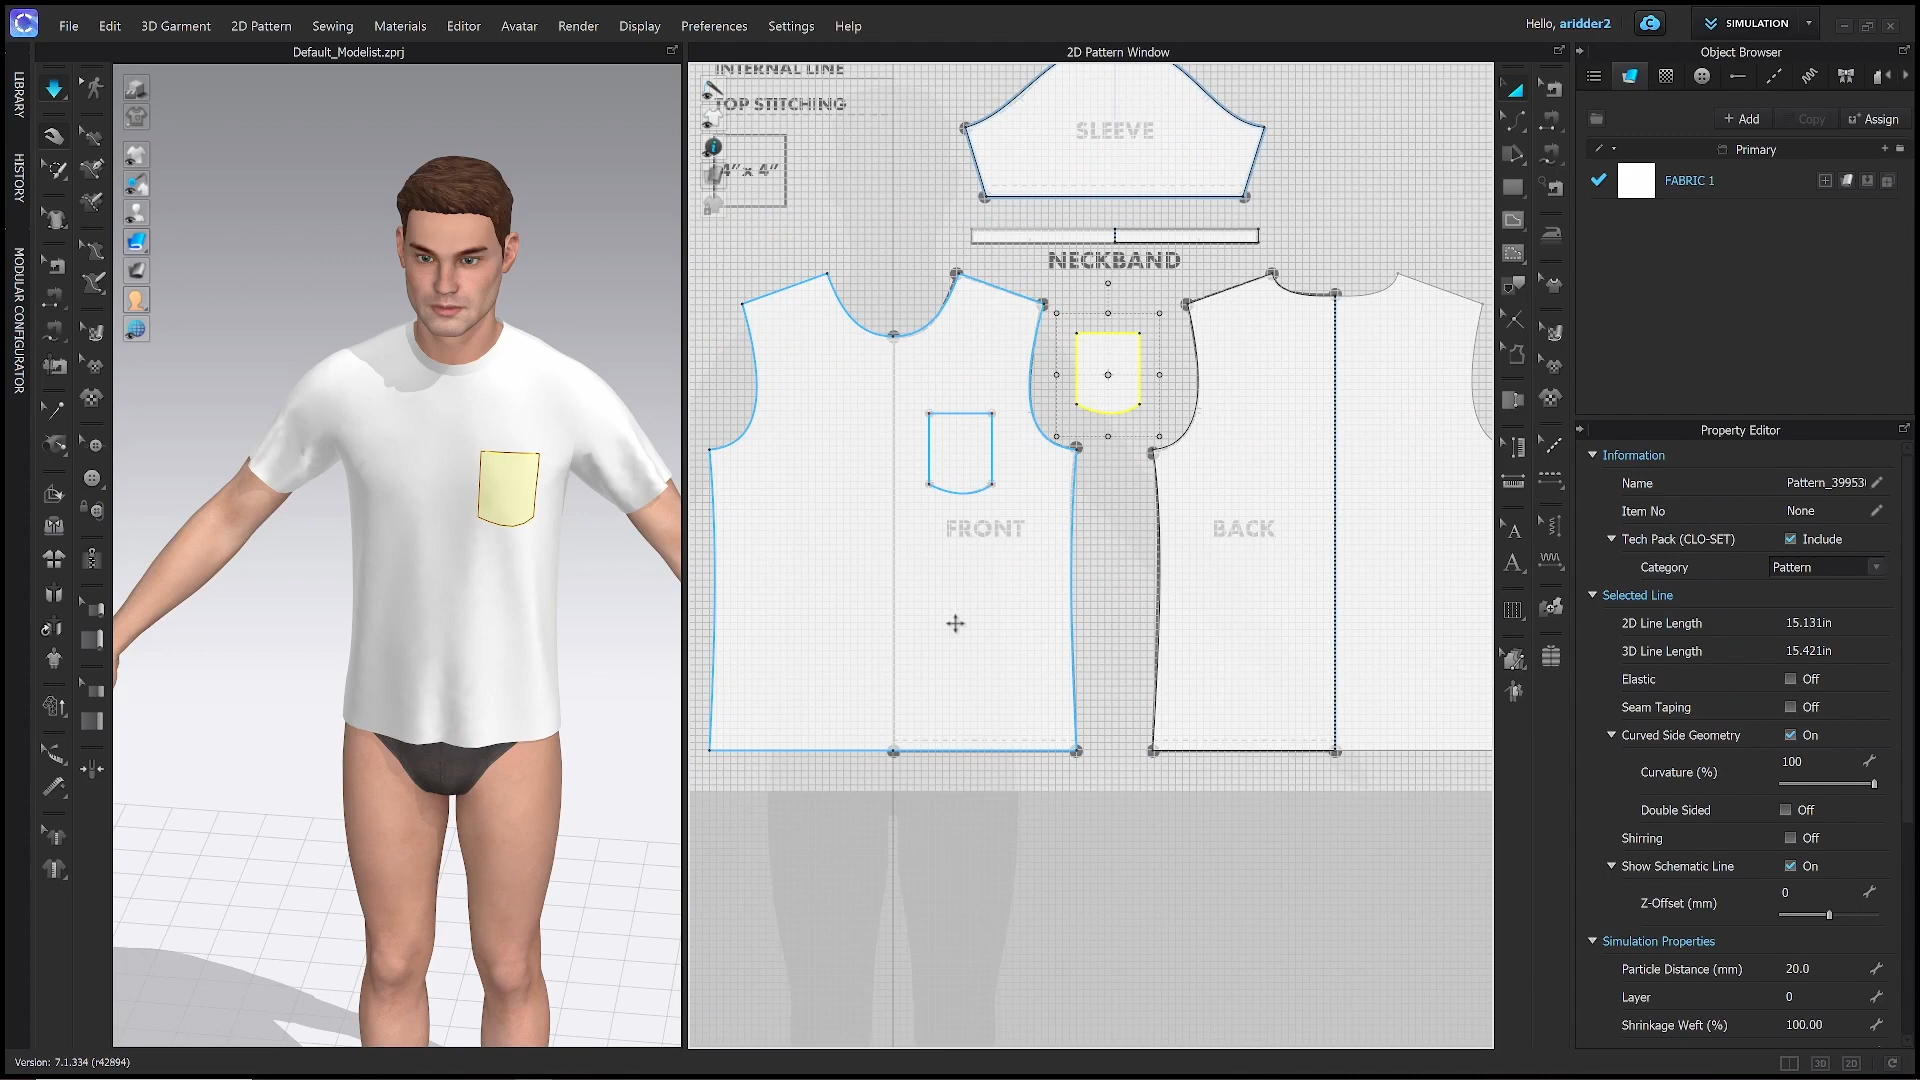 File Edit 3D Garment 2D Pattern Sewing Materials Editor Avatar Render Display Preferences Settings Help
Hello, aridder2
SIMULATION
Default_Modelist.zprj
2D Pattern Window
Object Browser
LIBRARY
HISTORY
MODULAR CONFIGURATOR
INTERNAL LINE
TOP STITCHING
4" x 4"
SLEEVE
NECKBAND
FRONT
BACK
+ Add
Copy
Assign
Primary
FABRIC 1
Property Editor
Information
Name Pattern_39953
Item No None
Tech Pack (CLO-SET) Include
Category Pattern
Selected Line
2D Line Length 15.131in
3D Line Length 15.421in
Elastic Off
Seam Taping Off
Curved Side Geometry On
Curvature (%) 100
Double Sided Off
Shirring Off
Show Schematic Line On
Z-Offset (mm) 0
Simulation Properties
Particle Distance (mm) 20.0
Layer 0
Shrinkage Weft (%) 100.00
Version: 7.1.334 (r42894)
3D 2D